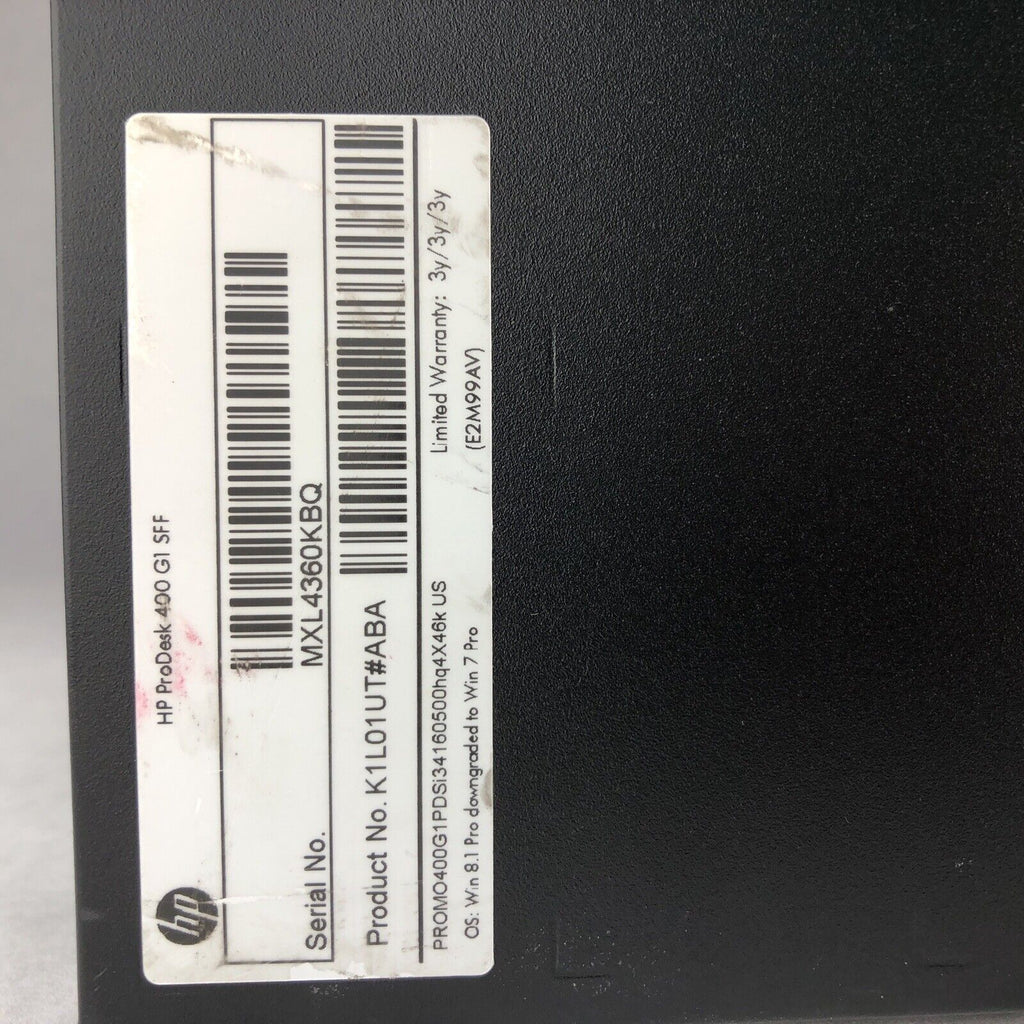 hp
HP ProDesk 400 G1 SFF
Serial No.
MXL4360KBQ
Product No. K1L01UT#ABA
PROMO400G1PDSi34160500hq4X46k US
Limited Warranty: 3y/3y/3y
OS: Win 8.1 Pro downgraded to Win 7 Pro
(E2M99AV)